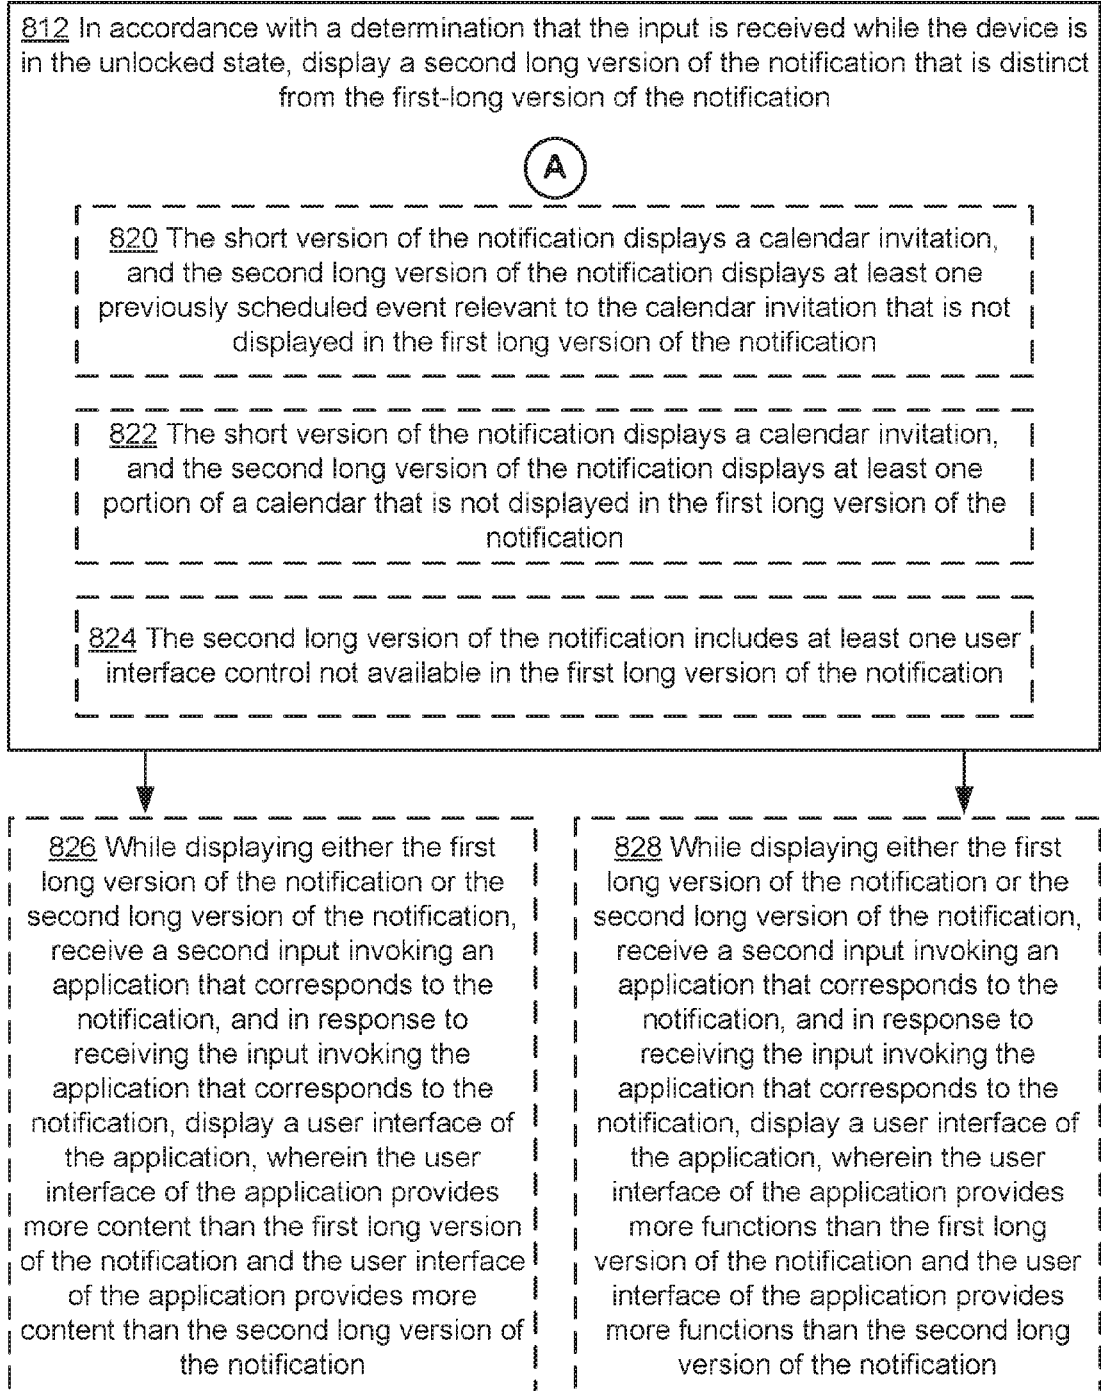 812 In accordance with a determination that the input is received while the device is
in the unlocked state, display a second long version of the notification that is distinct
from the first-long version of the notification
A
820 The short version of the notification displays a calendar invitation,
and the second long version of the notification displays at least one
previously scheduled event relevant to the calendar invitation that is not
displayed in the first long version of the notification
822 The short version of the notification displays a calendar invitation,
and the second long version of the notification displays at least one
portion of a calendar that is not displayed in the first long version of the
notification
824 The second long version of the notification includes at least one user
interface control not available in the first long version of the notification
826 While displaying either the first
long version of the notification or the
second long version of the notification,
receive a second input invoking an
application that corresponds to the
notification, and in response to
receiving the input invoking the
application that corresponds to the
notification, display a user interface of
the application, wherein the user
interface of the application provides
more content than the first long version
of the notification and the user interface
of the application provides more
content than the second long version of
the notification
828 While displaying either the first
long version of the notification or the
second long version of the notification,
receive a second input invoking an
application that corresponds to the
notification, and in response to
receiving the input invoking the
application that corresponds to the
notification, display a user interface of
the application, wherein the user
interface of the application provides
more functions than the first long
version of the notification and the user
interface of the application provides
more functions than the second long
version of the notification